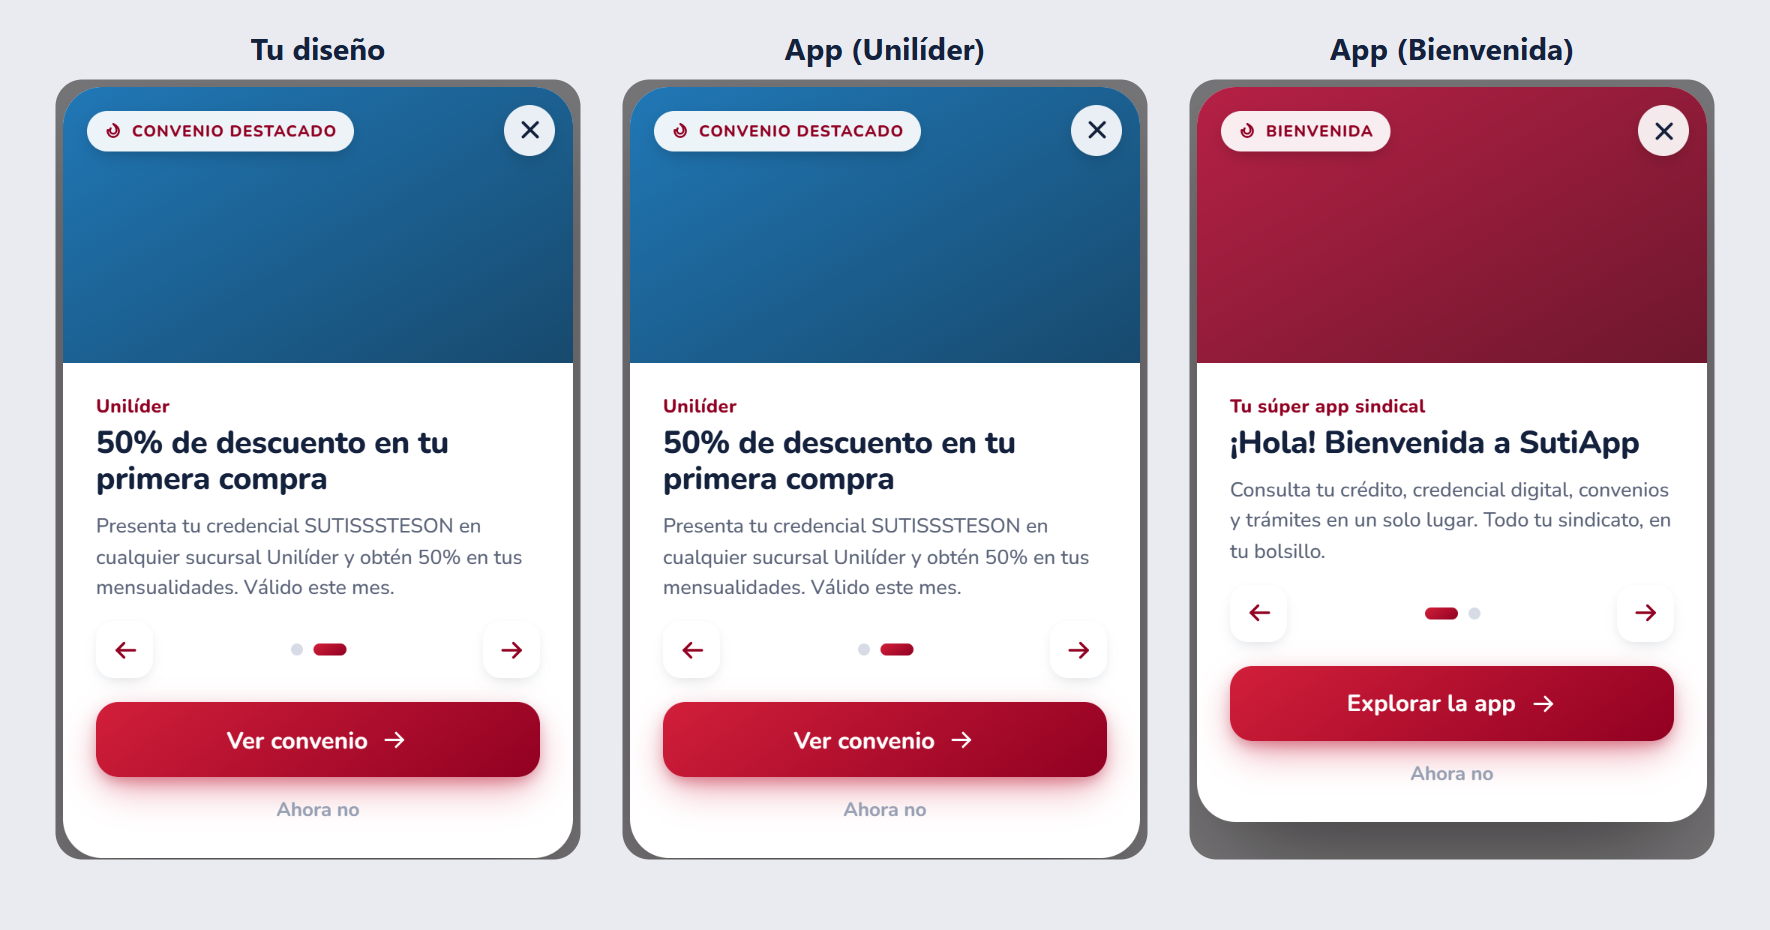 Tu diseño
CONVENIO DESTACADO
Unilíder
50% de descuento en tu
primera compra
Presenta tu credencial SUTISSSTESON en
cualquier sucursal Unilíder y obtén 50% en tus
mensualidades. Válido este mes.
Ver convenio
Ahora no
App (Unilíder)
CONVENIO DESTACADO
Unilíder
50% de descuento en tu
primera compra
Presenta tu credencial SUTISSSTESON en
cualquier sucursal Unilíder y obtén 50% en tus
mensualidades. Válido este mes.
Ver convenio
Ahora no
App (Bienvenida)
BIENVENIDA
Tu súper app sindical
¡Hola! Bienvenida a SutiApp
Consulta tu crédito, credencial digital, convenios
y trámites en un solo lugar. Todo tu sindicato, en
tu bolsillo.
Explorar la app
Ahora no